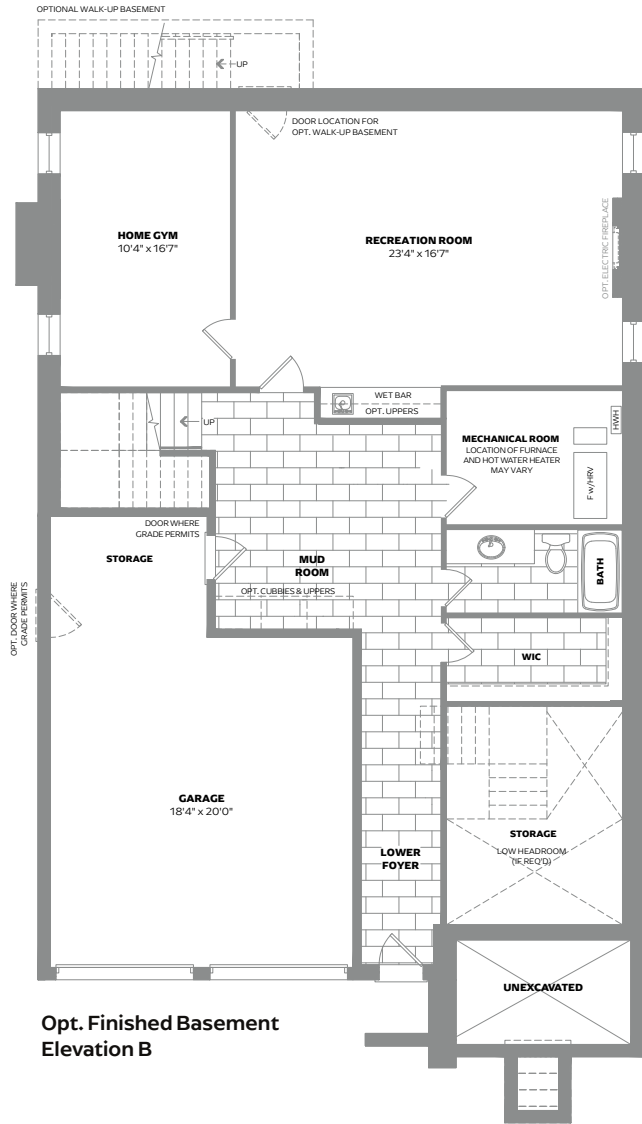 OPTIONAL WALK-UP BASEMENT
UP
DOOR LOCATION FOR
OPT. WALK-UP BASEMENT
HOME GYM
10'4" x 16'7"
RECREATION ROOM
23'4" x 16'7"
OPT. ELECTRIC FIREPLACE
WET BAR
OPT. UPPERS
UP
MECHANICAL ROOM
LOCATION OF FURNACE
AND HOT WATER HEATER
MAY VARY
HWH
F w/HRV
DOOR WHERE
GRADE PERMITS
STORAGE
MUD
ROOM
BATH
OPT. CUBBIES & UPPERS
OPT. DOOR WHERE
GRADE PERMITS
WIC
GARAGE
18'4" x 20'0"
LOWER
FOYER
STORAGE
LOW HEADROOM
(IF REQ'D)
UNEXCAVATED
Opt. Finished Basement
Elevation B